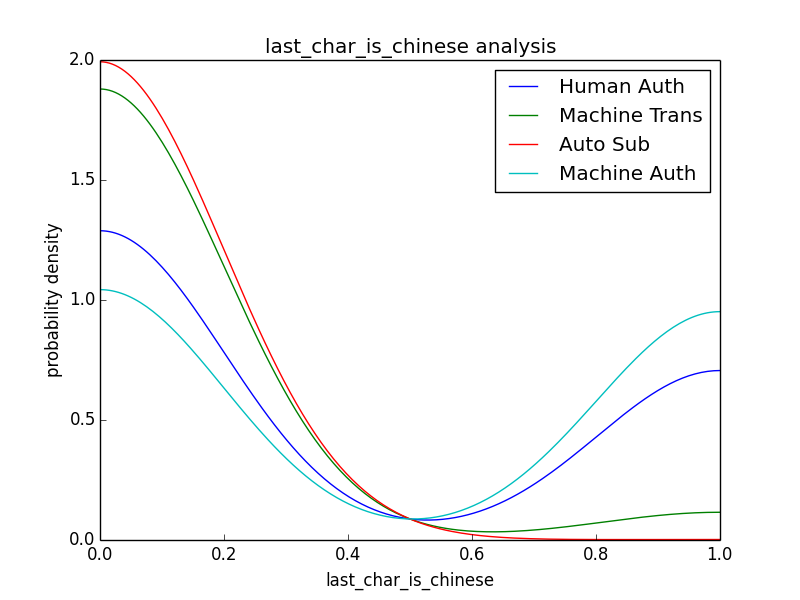 last_char_is_chinese analysis
2.0
1.5
1.0
0.5
0.0
probability density
Human Auth
Machine Trans
Auto Sub
Machine Auth
0.0 0.2 0.4 0.6 0.8 1.0
last_char_is_chinese